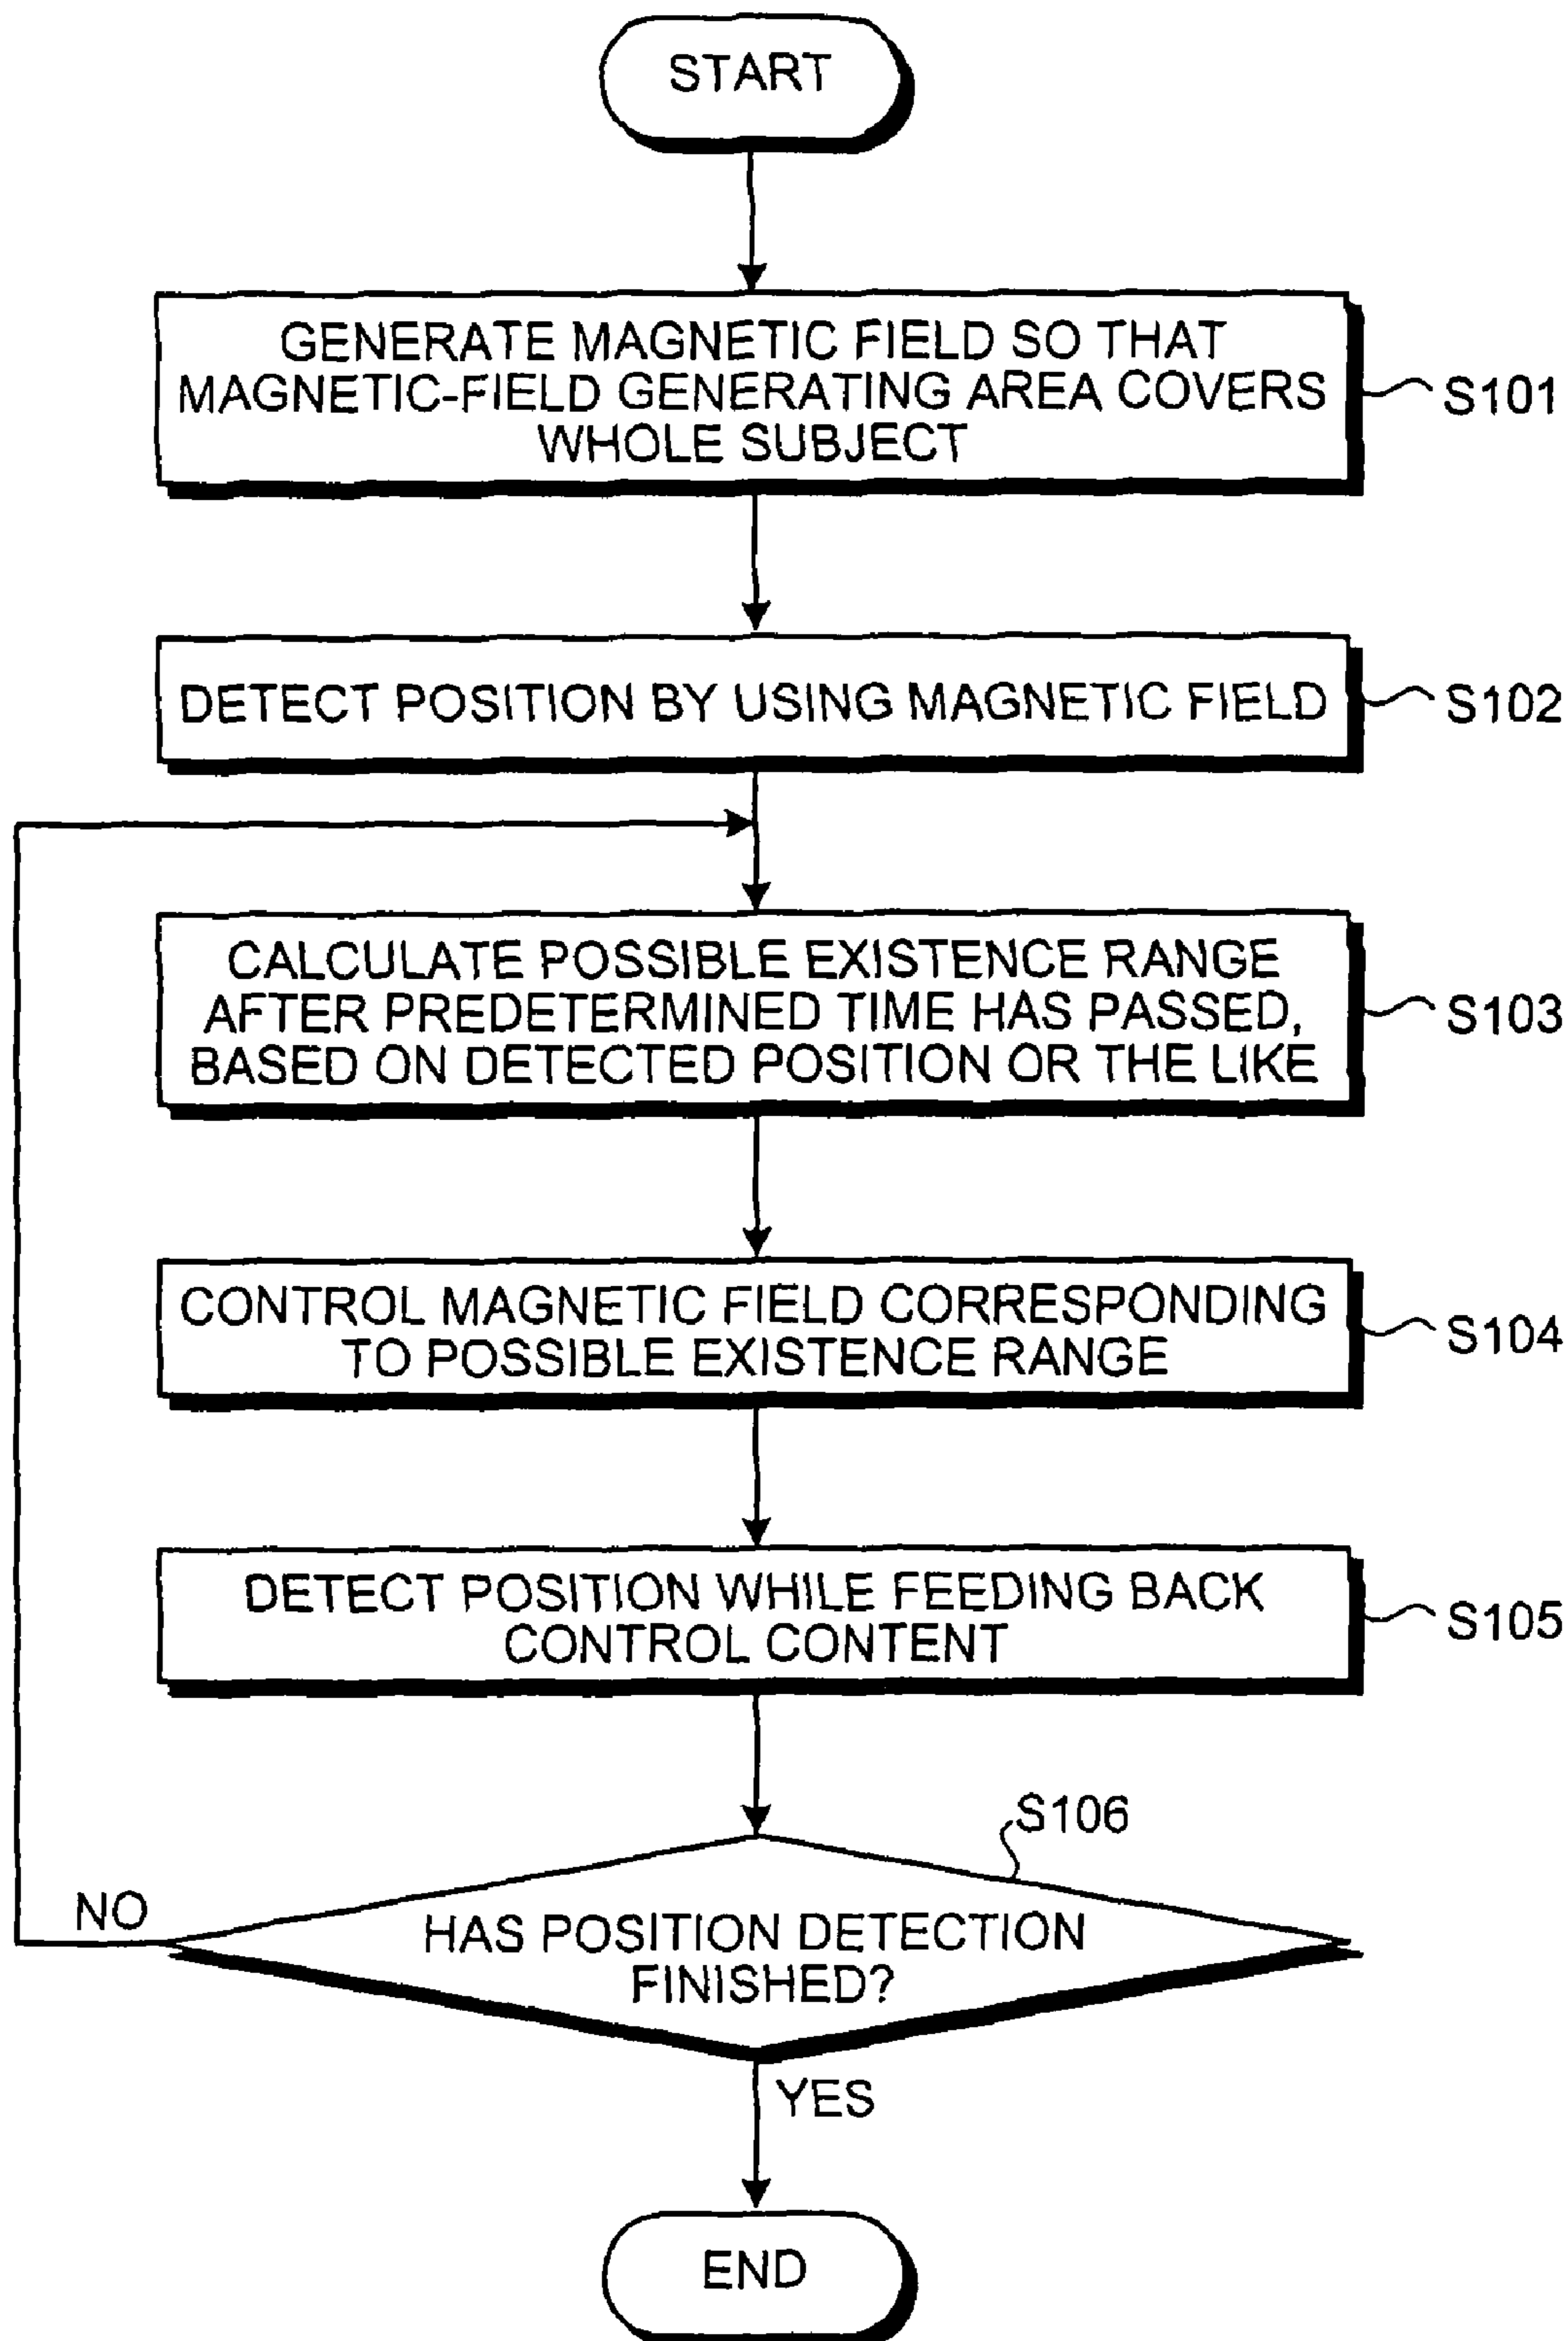 START
GENERATE MAGNETIC FIELD SO THAT
MAGNETIC-FIELD GENERATING AREA COVERS
WHOLE SUBJECT
S101
DETECT POSITION BY USING MAGNETIC FIELD
S102
CALCULATE POSSIBLE EXISTENCE RANGE
AFTER PREDETERMINED TIME HAS PASSED,
BASED ON DETECTED POSITION OR THE LIKE
S103
CONTROL MAGNETIC FIELD CORRESPONDING
TO POSSIBLE EXISTENCE RANGE
S104
DETECT POSITION WHILE FEEDING BACK
CONTROL CONTENT
S105
S106
NO
HAS POSITION DETECTION
FINISHED?
YES
END